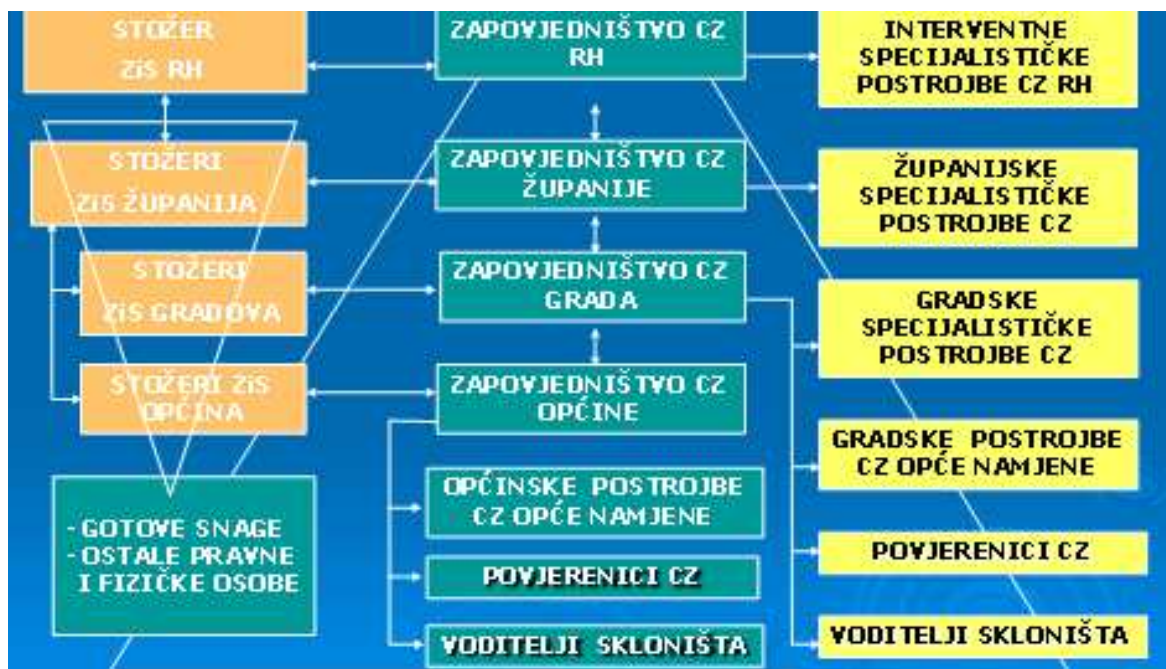 STOŽER
ZiS RH
STOŽERI
ZiS ŽUPANIJA
STOŽERI
ZiS GRADOVA
STOŽERI ZiS
OPĆINA
- GOTOVE SNAGE
- OSTALE PRAVNE
I FIZIČKE OSOBE
ZAPOVJEDNIŠTVO CZ
RH
ZAPOVJEDNIŠTVO CZ
ŽUPANIJE
ZAPOVJEDNIŠTVO CZ
GRADA
ZAPOVJEDNIŠTVO CZ
OPĆINE
OPĆINSKE POSTROJBE
CZ OPĆE NAMJENE
POVJERENICI CZ
VODITELJI SKLONIŠTA
INTERVENTNE
SPECIJALISTIČKE
POSTROJBE CZ RH
ŽUPANIJSKE
SPECIJALISTIČKE
POSTROJBE CZ
GRADSKE
SPECIJALISTIČKE
POSTROJBE CZ
GRADSKE POSTROJBE
CZ OPĆE NAMJENE
POVJERENICI CZ
VODITELJI SKLONIŠTA